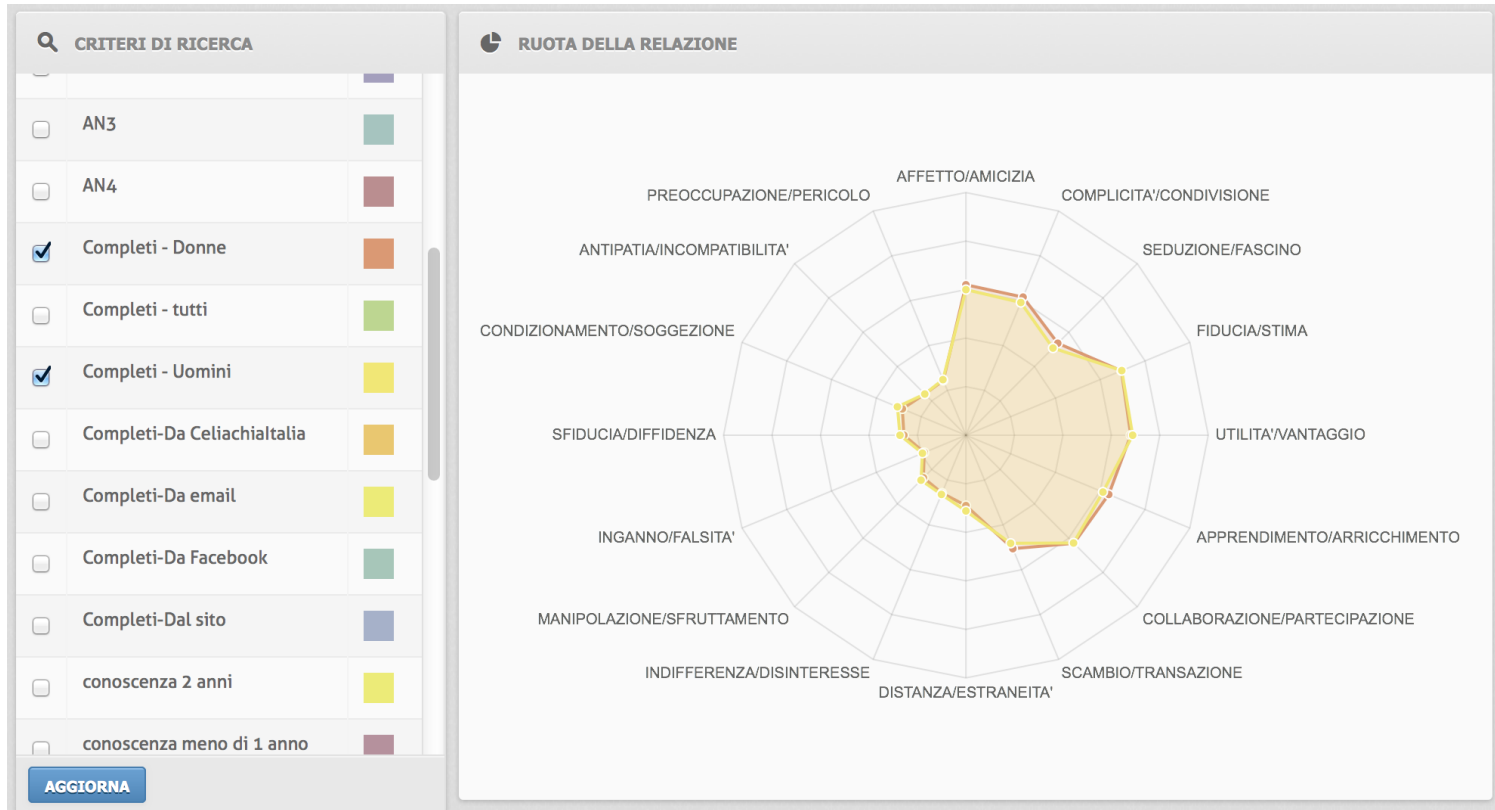 CRITERI DI RICERCA
AN3
AN4
Completi - Donne
Completi - tutti
Completi - Uomini
Completi-Da CeliachiaItalia
Completi-Da email
Completi-Da Facebook
Completi-Dal sito
conoscenza 2 anni
conoscenza meno di 1 anno
AGGIORNA
RUOTA DELLA RELAZIONE
AFFETTO/AMICIZIA
COMPLICITA'/CONDIVISIONE
SEDUZIONE/FASCINO
FIDUCIA/STIMA
UTILITA'/VANTAGGIO
APPRENDIMENTO/ARRICCHIMENTO
COLLABORAZIONE/PARTECIPAZIONE
SCAMBIO/TRANSAZIONE
DISTANZA/ESTRANEITA'
INDIFFERENZA/DISINTERESSE
MANIPOLAZIONE/SFRUTTAMENTO
INGANNO/FALSITA'
SFIDUCIA/DIFFIDENZA
CONDIZIONAMENTO/SOGGEZIONE
ANTIPATIA/INCOMPATIBILITA'
PREOCCUPAZIONE/PERICOLO